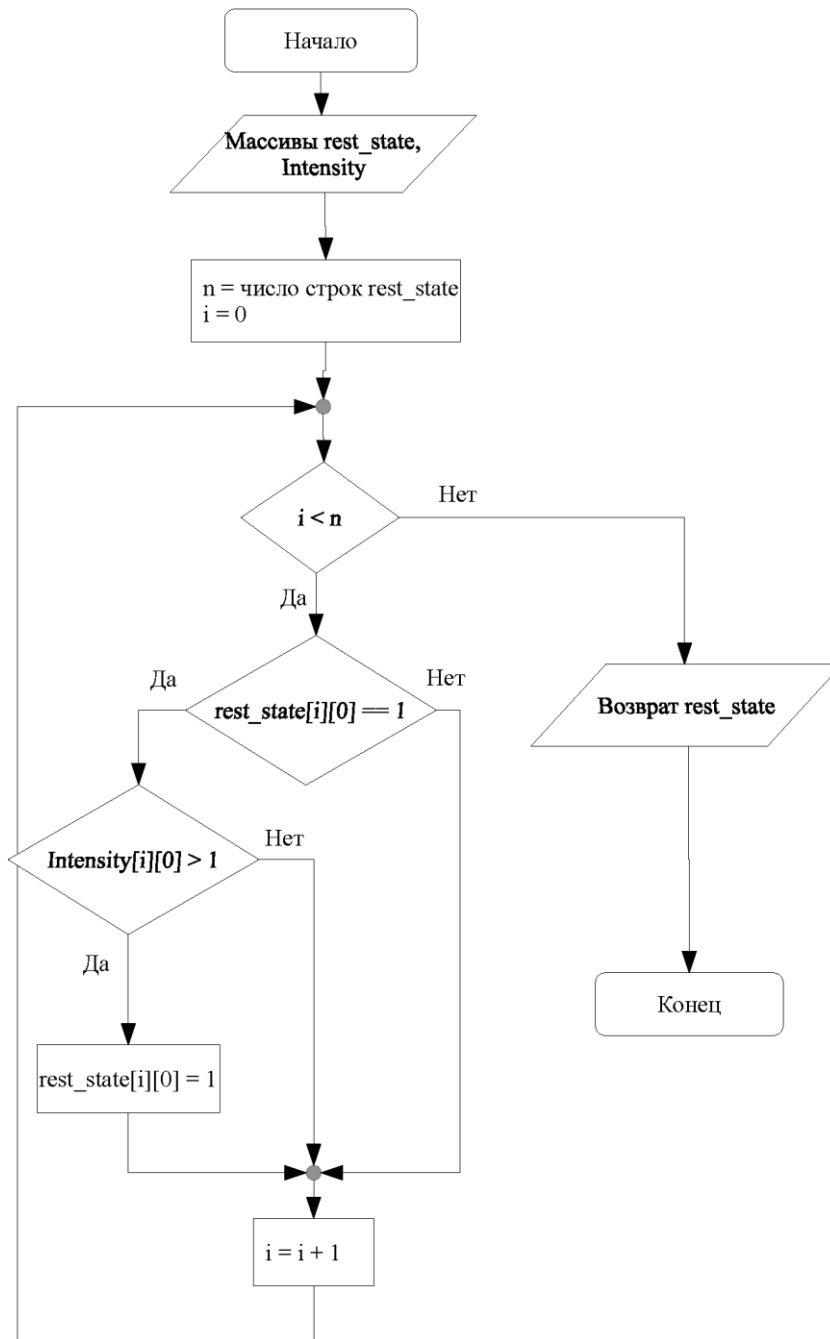 Начало
Массивы rest_state,
Intensity
n = число строк rest_state
i = 0
i < n
Нет
Да
rest_state[i][0] == 1
Да
Нет
Возврат rest_state
Intensity[i][0] > 1
Нет
Да
Конец
rest_state[i][0] = 1
i = i + 1